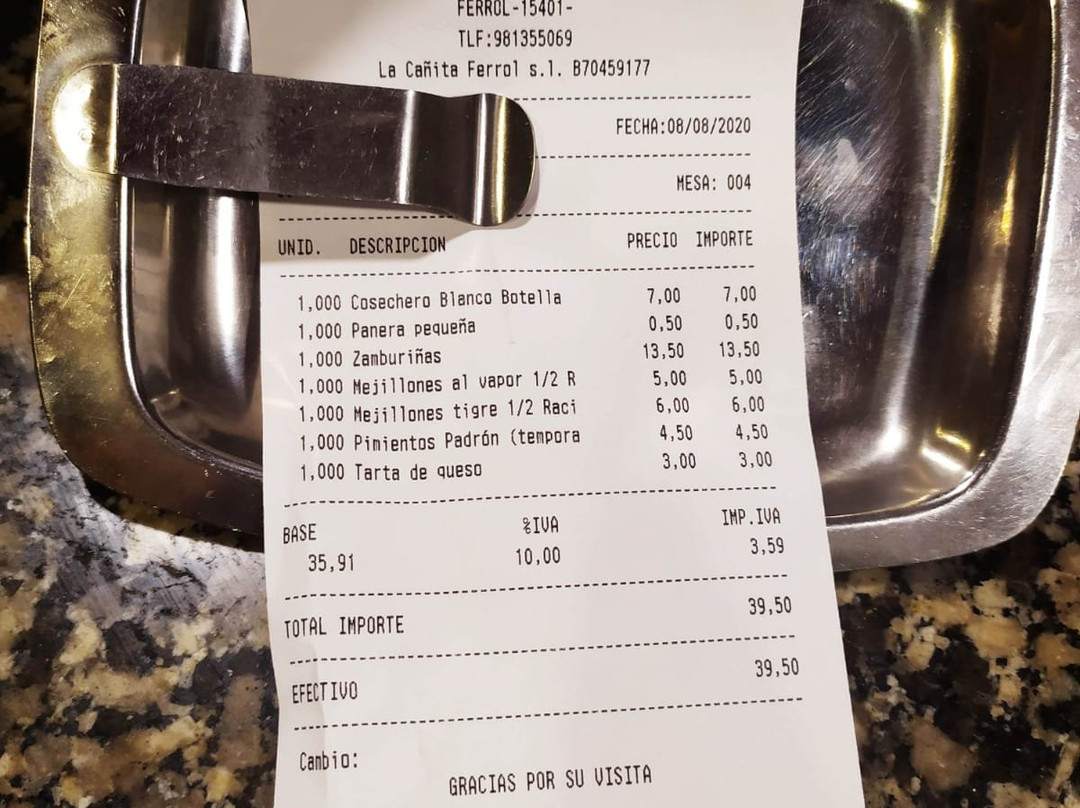 FERROL-15401-
TLF:981355069
La Cañita Ferrol s.l. B70459177
FECHA:08/08/2020
MESA: 004
UNID. DESCRIPCION PRECIO IMPORTE
1,000 Cosechero Blanco Botella 7,00 7,00
1,000 Panera pequeña 0,50 0,50
1,000 Zamburiñas 13,50 13,50
1,000 Mejillones al vapor 1/2 R 5,00 5,00
1,000 Mejillones tigre 1/2 Raci 6,00 6,00
1,000 Pimientos Padrón (tempora 4,50 4,50
1,000 Tarta de queso 3,00 3,00
BASE %IVA IMP.IVA
35,91 10,00 3,59
TOTAL IMPORTE 39,50
EFECTIVO 39,50
Cambio:
GRACIAS POR SU VISITA